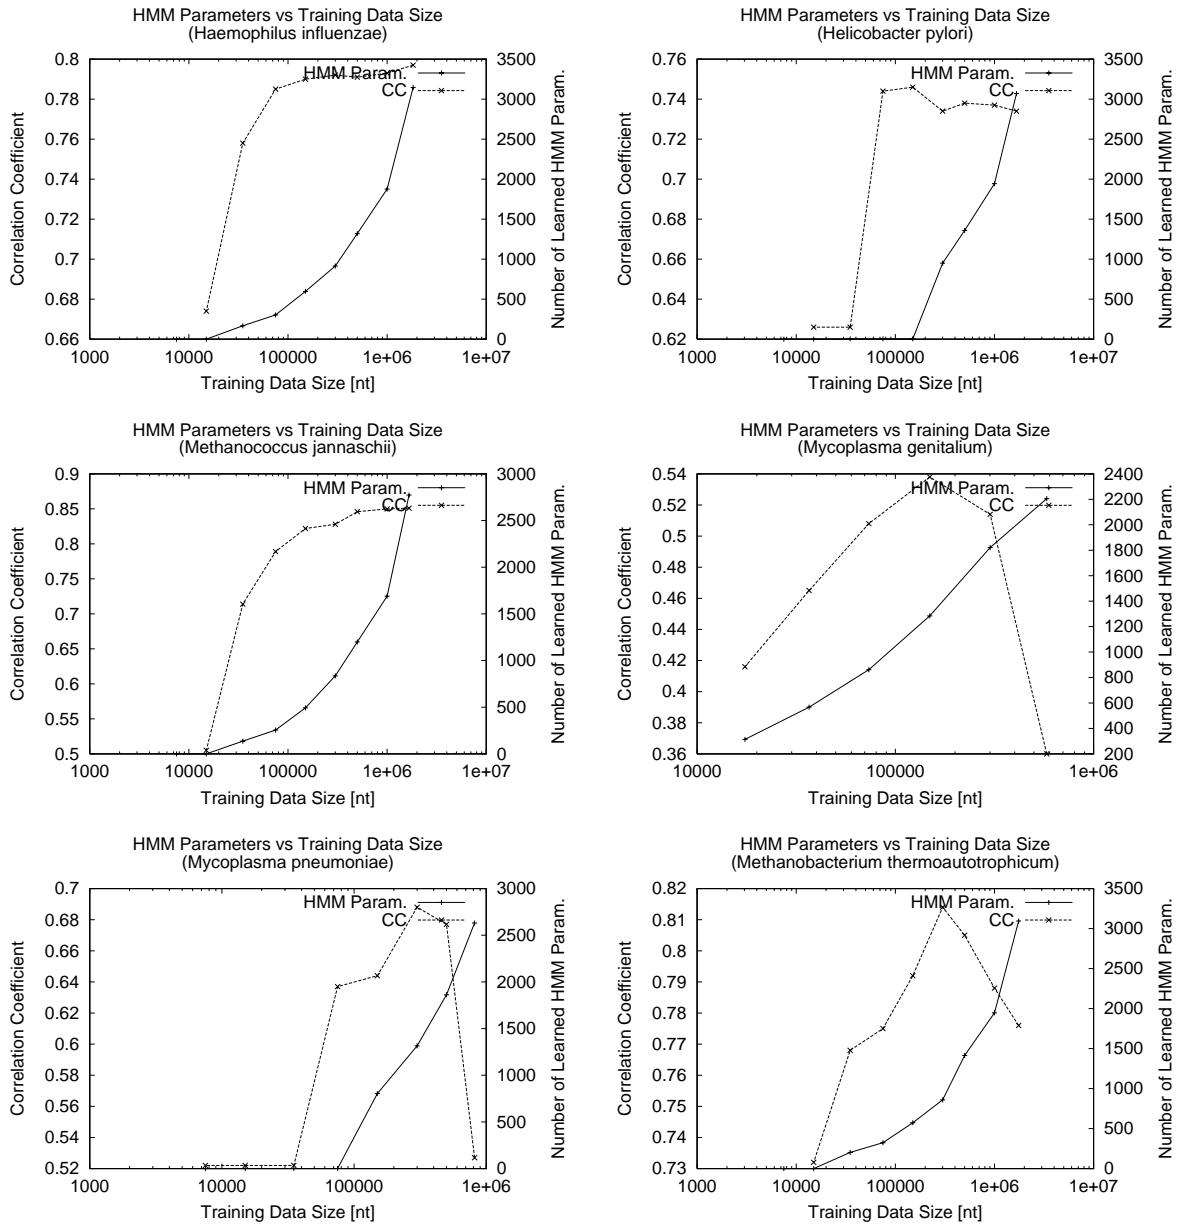 HMM Parameters vs Training Data Size
(Haemophilus influenzae)
Correlation Coefficient
0.8
0.78
0.76
0.74
0.72
0.7
0.68
0.66
HMM Param.
CC
3500
3000
2500
2000
1500
1000
500
0
Number of Learned HMM Param.
1000 10000 100000 1e+06 1e+07
Training Data Size [nt]
HMM Parameters vs Training Data Size
(Helicobacter pylori)
Correlation Coefficient
0.76
0.74
0.72
0.7
0.68
0.66
0.64
0.62
HMM Param.
CC
3500
3000
2500
2000
1500
1000
500
0
Number of Learned HMM Param.
1000 10000 100000 1e+06 1e+07
Training Data Size [nt]
HMM Parameters vs Training Data Size
(Methanococcus jannaschii)
Correlation Coefficient
0.9
0.85
0.8
0.75
0.7
0.65
0.6
0.55
0.5
HMM Param.
CC
3000
2500
2000
1500
1000
500
0
Number of Learned HMM Param.
1000 10000 100000 1e+06 1e+07
Training Data Size [nt]
HMM Parameters vs Training Data Size
(Mycoplasma genitalium)
Correlation Coefficient
0.54
0.52
0.5
0.48
0.46
0.44
0.42
0.4
0.38
0.36
HMM Param.
CC
2400
2200
2000
1800
1600
1400
1200
1000
800
600
400
200
Number of Learned HMM Param.
10000 100000 1e+06
Training Data Size [nt]
HMM Parameters vs Training Data Size
(Mycoplasma pneumoniae)
Correlation Coefficient
0.7
0.68
0.66
0.64
0.62
0.6
0.58
0.56
0.54
0.52
HMM Param.
CC
3000
2500
2000
1500
1000
500
0
Number of Learned HMM Param.
1000 10000 100000 1e+06
Training Data Size [nt]
HMM Parameters vs Training Data Size
(Methanobacterium thermoautotrophicum)
Correlation Coefficient
0.82
0.81
0.8
0.79
0.78
0.77
0.76
0.75
0.74
0.73
HMM Param.
CC
3500
3000
2500
2000
1500
1000
500
0
Number of Learned HMM Param.
1000 10000 100000 1e+06 1e+07
Training Data Size [nt]